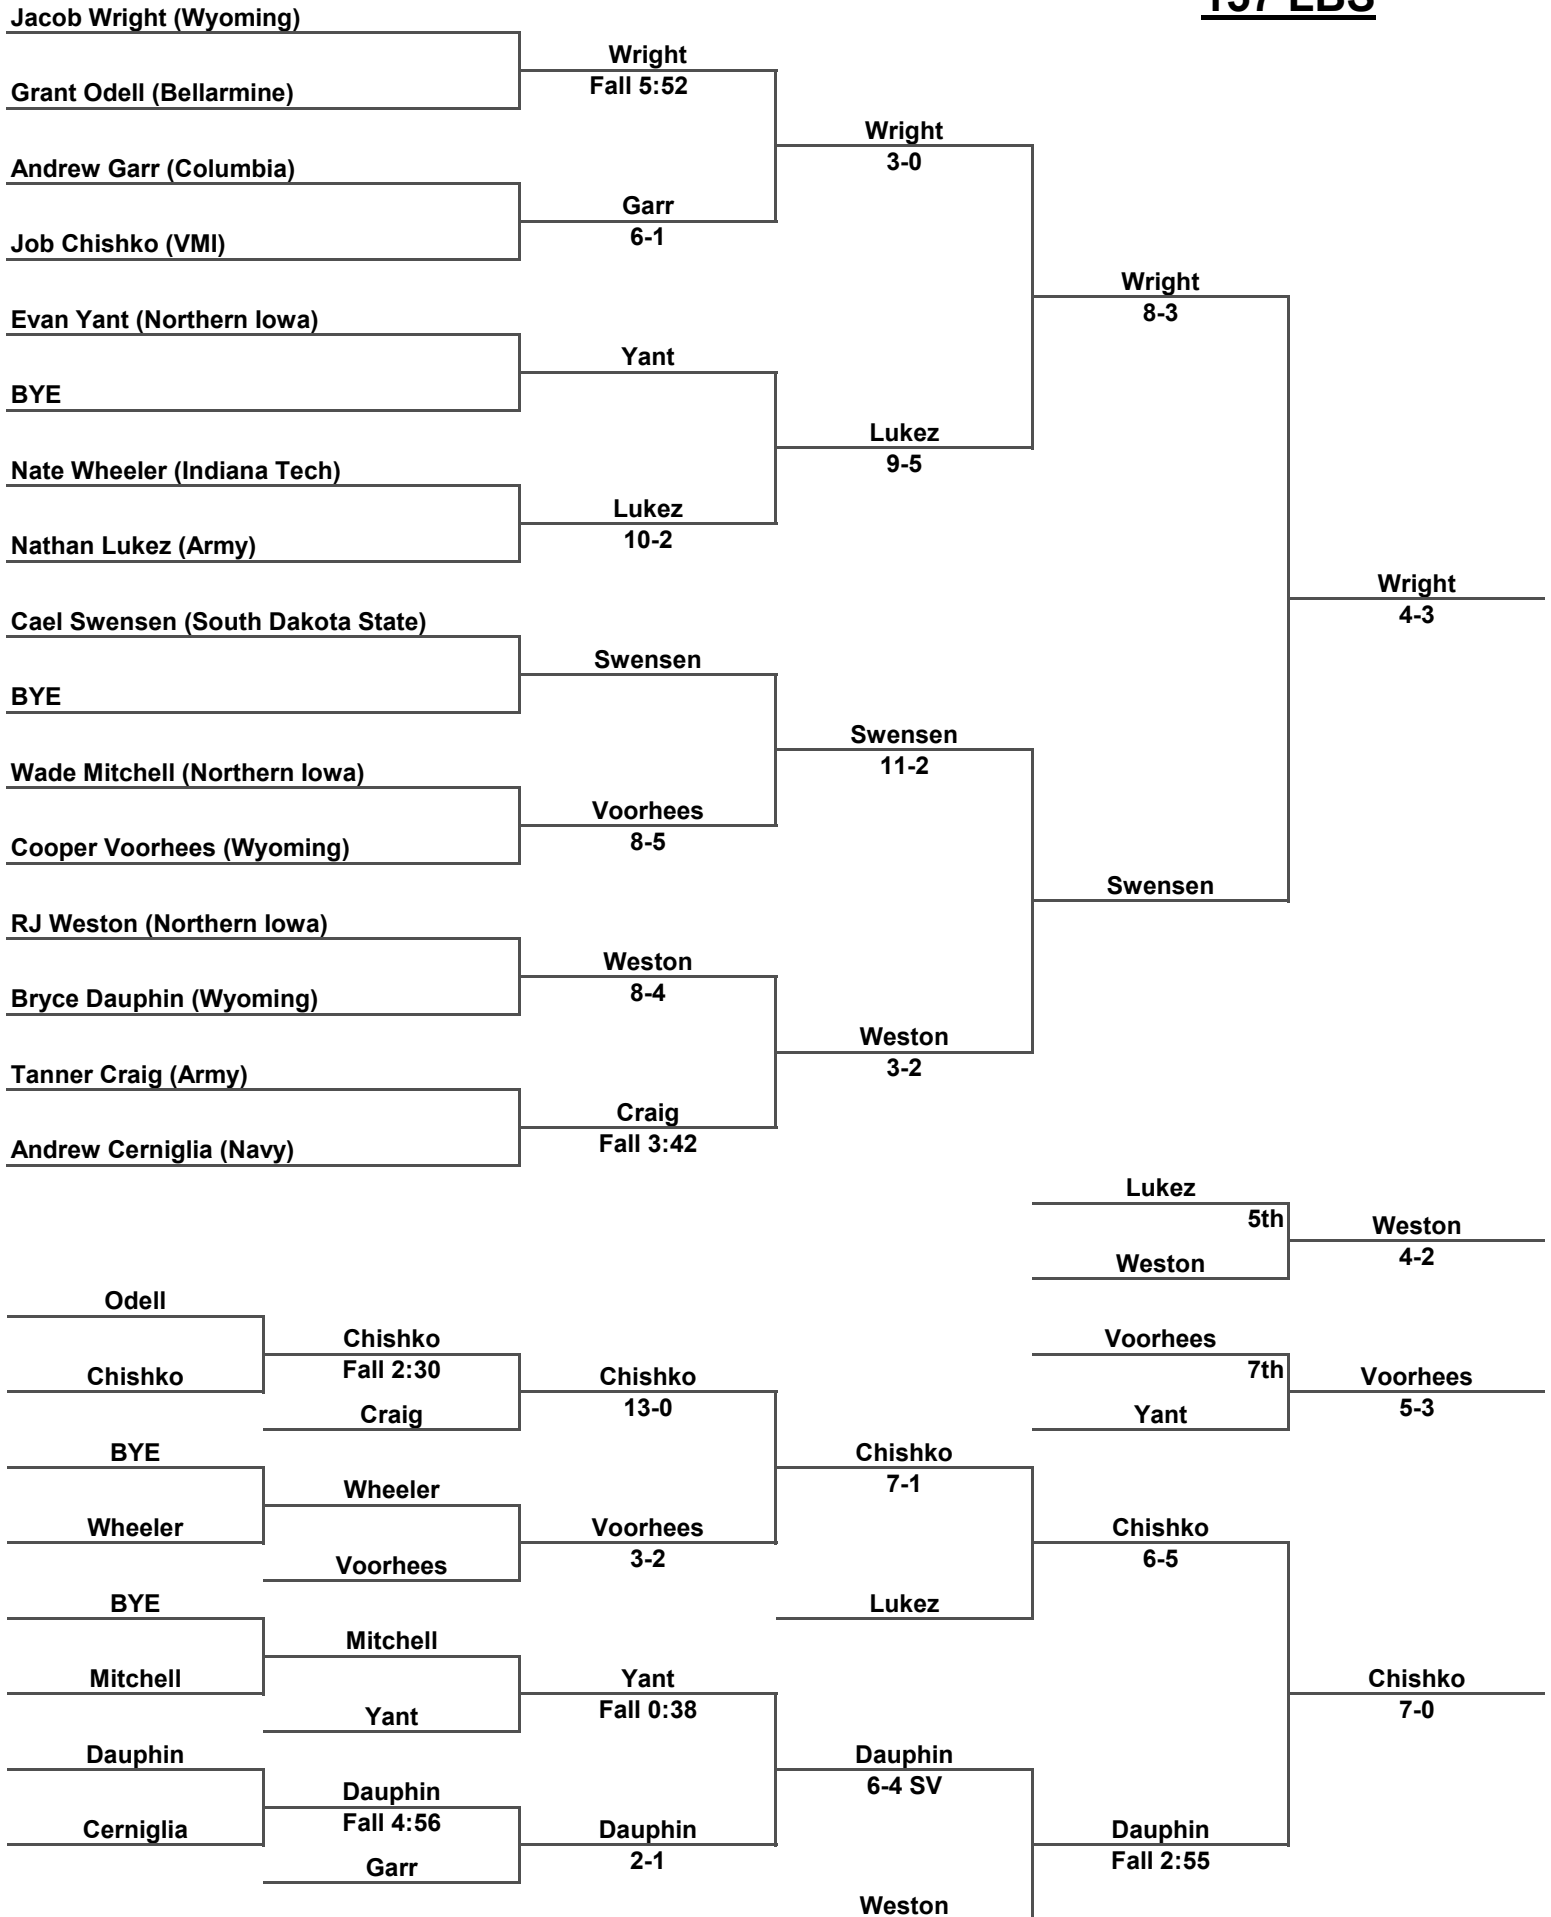 157 LBS
Jacob Wright (Wyoming)
Wright
Grant Odell (Bellarmine)
Fall 5:52
Wright
Andrew Garr (Columbia)
3-0
Garr
Job Chishko (VMI)
6-1
Wright
Evan Yant (Northern Iowa)
8-3
Yant
BYE
Lukez
Nate Wheeler (Indiana Tech)
9-5
Lukez
Nathan Lukez (Army)
10-2
Wright
Cael Swensen (South Dakota State)
4-3
Swensen
BYE
Swensen
Wade Mitchell (Northern Iowa)
11-2
Voorhees
Cooper Voorhees (Wyoming)
8-5
Swensen
RJ Weston (Northern Iowa)
Weston
Bryce Dauphin (Wyoming)
8-4
Weston
Tanner Craig (Army)
3-2
Craig
Andrew Cerniglia (Navy)
Fall 3:42
Lukez
5th
Weston
Weston
4-2
Odell
Chishko
Voorhees
Chishko
Fall 2:30
Chishko
7th
Voorhees
Craig
13-0
Yant
5-3
BYE
Chishko
Wheeler
7-1
Wheeler
Voorhees
Chishko
Voorhees
3-2
6-5
BYE
Lukez
Mitchell
Mitchell
Yant
Chishko
Yant
Fall 0:38
7-0
Dauphin
Dauphin
Dauphin
6-4 SV
Cerniglia
Fall 4:56
Dauphin
Dauphin
Garr
2-1
Fall 2:55
Weston